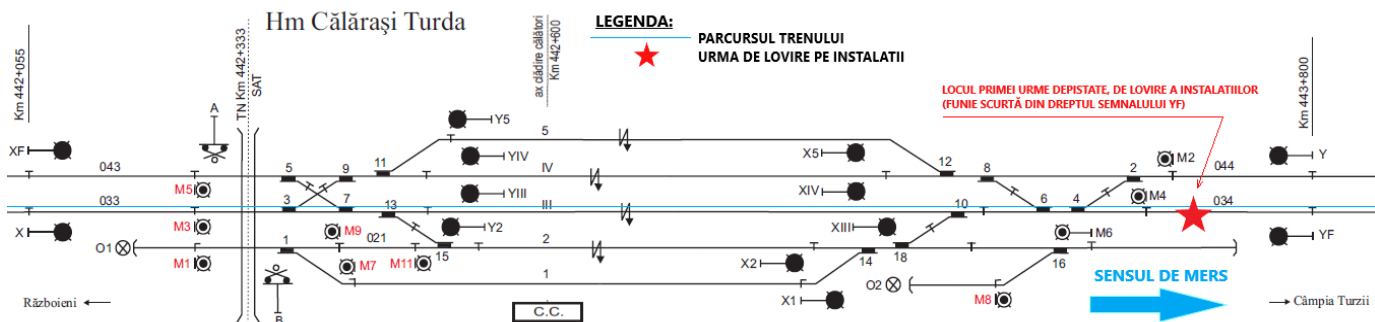 Hm Călărași Turda
LEGENDA:
PARCURSUL TRENULUI
URMA DE LOVIRE PE INSTALATII
LOCUL PRIMEI URME DEPISTATE, DE LOVIRE A INSTALATIILOR
(FUNIE SCURTĂ DIN DREPTUL SEMNALULUI YF)
Km 442+055
TN Km 442+333
SAT
ax clădire călători
Km 442+600
Km 443+800
A
Y5
5
XF
YIV
IV
X5
M2
Y
043
5
9
11
12
8
2
044
M5
YIII
XIV
M4
033
3
7
13
III
10
6
4
034
X
M3
M9
021
Y2
XIII
M6
YF
O1
1
15
2
14
18
16
M1
M7
M11
X2
1
O2
SENSUL DE MERS
X1
M8
Războieni
B
C.C.
Câmpia Turzii